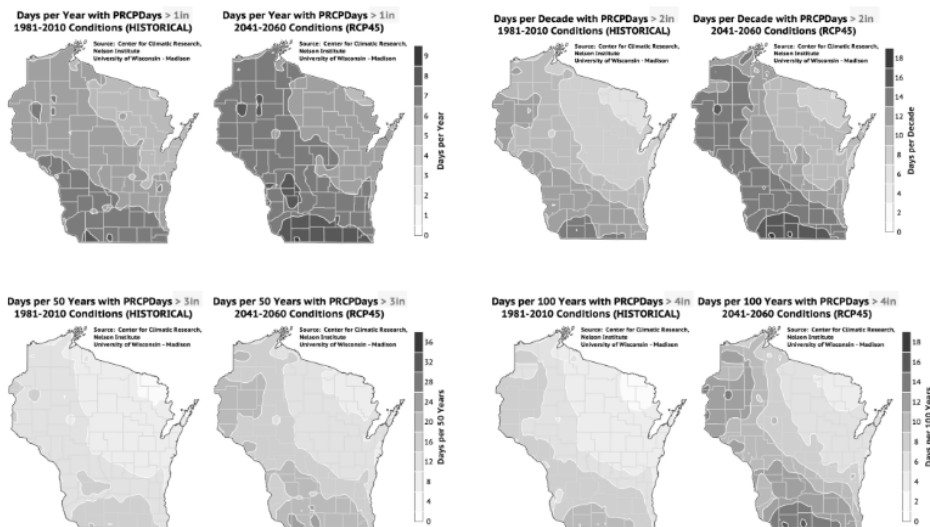 Days per Year with PRCPDays > 1in
1981-2010 Conditions (HISTORICAL)
Source: Center for Climatic Research,
Nelson Institute
University of Wisconsin - Madison
Days per Year with PRCPDays > 1in
2041-2060 Conditions (RCP45)
Source: Center for Climatic Research,
Nelson Institute
University of Wisconsin - Madison
9
8
7
6
5
4
3
2
1
0
Days per Year
Days per Decade with PRCPDays > 2in
1981-2010 Conditions (HISTORICAL)
Source: Center for Climatic Research,
Nelson Institute
University of Wisconsin - Madison
Days per Decade with PRCPDays > 2in
2041-2060 Conditions (RCP45)
Source: Center for Climatic Research,
Nelson Institute
University of Wisconsin - Madison
18
16
14
12
10
8
6
4
2
0
Days per Decade
Days per 50 Years with PRCPDays > 3in
1981-2010 Conditions (HISTORICAL)
Source: Center for Climatic Research,
Nelson Institute
University of Wisconsin - Madison
Days per 50 Years with PRCPDays > 3in
2041-2060 Conditions (RCP45)
Source: Center for Climatic Research,
Nelson Institute
University of Wisconsin - Madison
36
32
28
24
20
16
12
8
4
0
Days per 50 Years
Days per 100 Years with PRCPDays > 4in
1981-2010 Conditions (HISTORICAL)
Source: Center for Climatic Research,
Nelson Institute
University of Wisconsin - Madison
Days per 100 Years with PRCPDays > 4in
2041-2060 Conditions (RCP45)
Source: Center for Climatic Research,
Nelson Institute
University of Wisconsin - Madison
18
16
14
12
10
8
6
4
2
0
Days per 100 Years